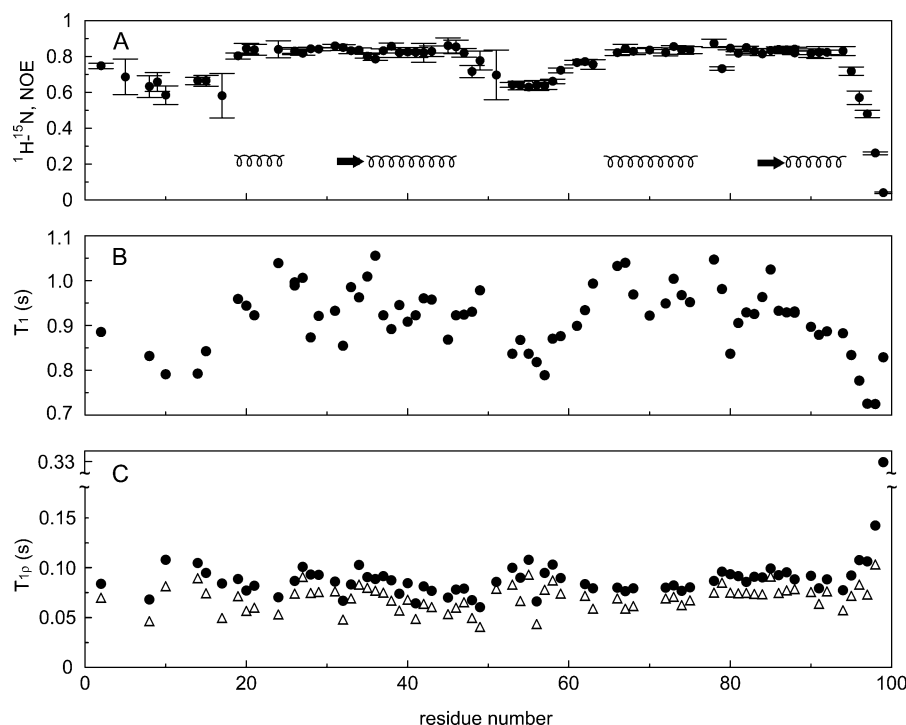 A
¹H-¹⁵N, NOE
1
0.8
0.6
0.4
0.2
0
B
T₁ (s)
1.1
1.0
0.9
0.8
0.7
C
T₁ρ (s)
0.33
0.15
0.10
0.05
0
0 20 40 60 80 100
residue number